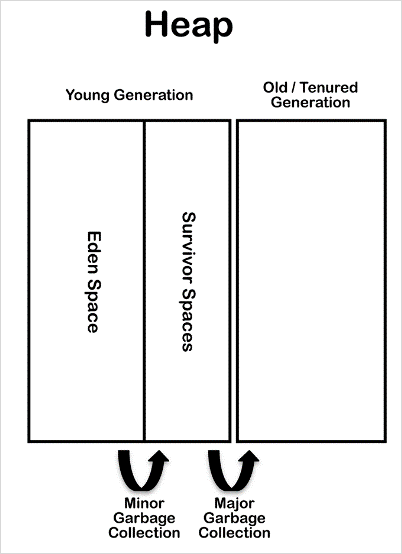 Heap
Young Generation
Old / Tenured
Generation
Eden Space
Survivor Spaces
Minor
Garbage
Collection
Major
Garbage
Collection